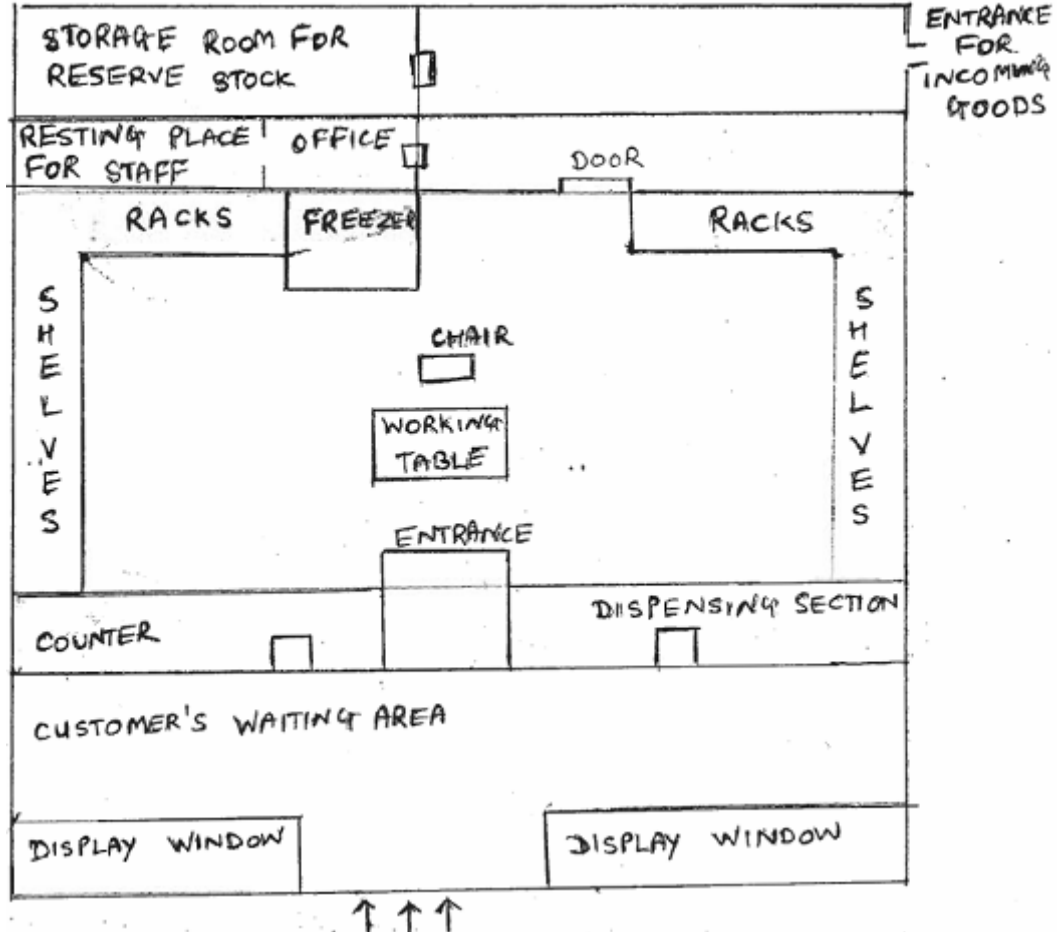 STORAGE ROOM FOR
RESERVE STOCK
ENTRANCE
FOR
INCOMING
GOODS
RESTING PLACE
FOR STAFF
OFFICE
DOOR
RACKS
FREEZER
RACKS
SHELVES
CHAIR
WORKING
TABLE
SHELVES
ENTRANCE
COUNTER
DISPENSING SECTION
CUSTOMER'S WAITING AREA
DISPLAY WINDOW
DISPLAY WINDOW